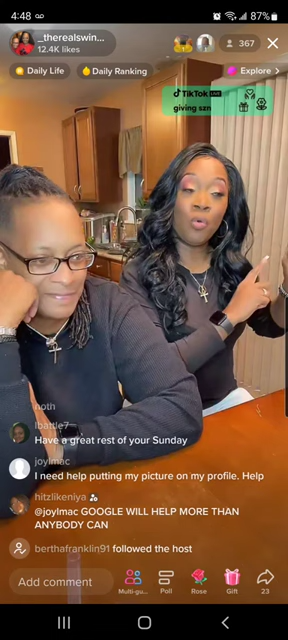 4:48
87%
_therealswin...
12.4K likes
367
Daily Life
Daily Ranking
Explore >
TikTok LIVE
giving szn
noth
lbattle7
Have a great rest of your Sunday
joylmac
I need help putting my picture on my profile. Help
hitzlikeniya
@joylmac GOOGLE WILL HELP MORE THAN
ANYBODY CAN
berthafranklin91 followed the host
Add comment
Multi-gu...
Poll
Rose
Gift
23